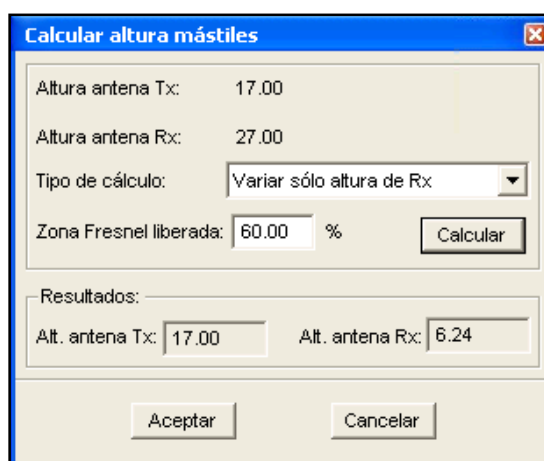 Calcular altura mástiles
Altura antena Tx: 17.00
Altura antena Rx: 27.00
Tipo de cálculo: Variar sólo altura de Rx
Zona Fresnel liberada: 60.00 % Calcular
Resultados:
Alt. antena Tx: 17.00 Alt. antena Rx: 6.24
Aceptar Cancelar